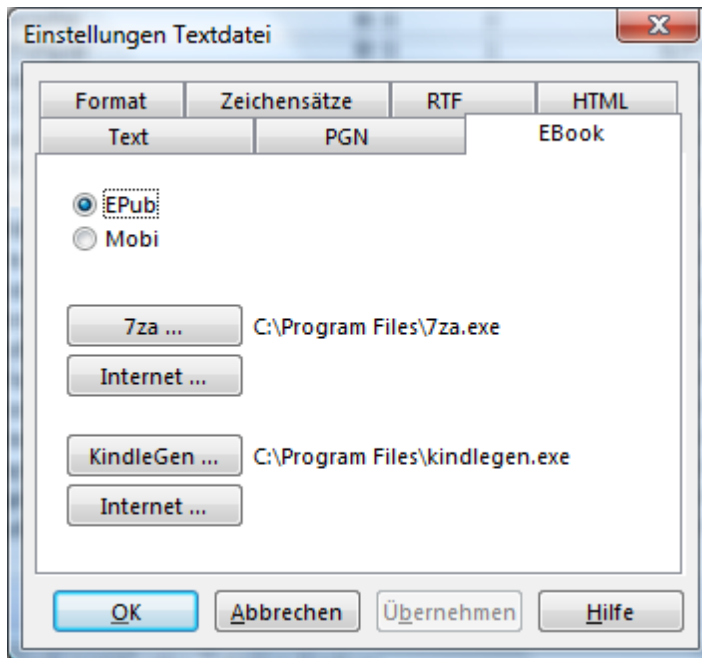 Einstellungen Textdatei
Format Zeichensätze RTF HTML
Text PGN EBook
EPub
Mobi
7za ... C:\Program Files\7za.exe
Internet ...
KindleGen ... C:\Program Files\kindlegen.exe
Internet ...
OK Abbrechen Übernehmen Hilfe